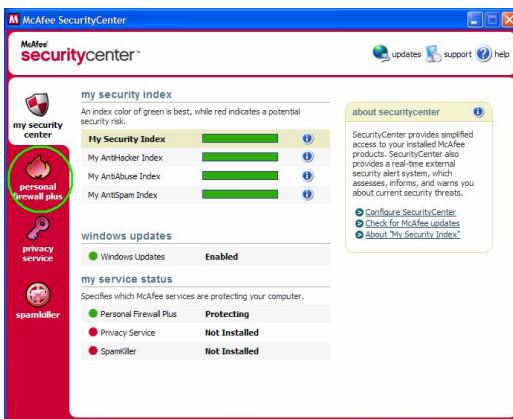 McAfee SecurityCenter
McAfee®
securitycenter™
updates
support
help
my security center
personal firewall plus
privacy service
spamkiller
my security index
An index color of green is best, while red indicates a potential
security risk.
My Security Index
My AntiHacker Index
My AntiAbuse Index
My AntiSpam Index
windows updates
Windows Updates Enabled
my service status
Specifies which McAfee services are protecting your computer.
Personal Firewall Plus Protecting
Privacy Service Not Installed
SpamKiller Not Installed
about securitycenter
SecurityCenter provides simplified
access to your installed McAfee
products. SecurityCenter also
provides a real-time external
security alert system, which
assesses, informs, and warns you
about current security threats.
Configure SecurityCenter
Check for McAfee updates
About "My Security Index"